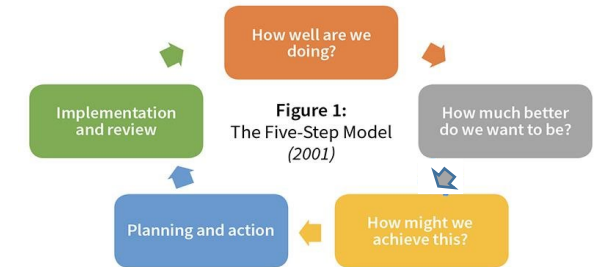 How well are we
doing?
How much better
do we want to be?
How might we
achieve this?
Planning and action
Implementation
and review
Figure 1:
The Five-Step Model
(2001)